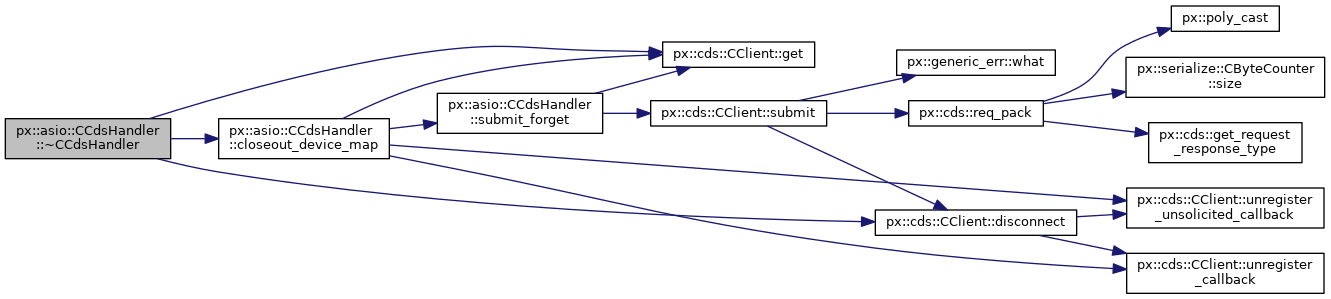 px::asio::CCdsHandler
::~CCdsHandler
px::asio::CCdsHandler
::closeout_device_map
px::asio::CCdsHandler
::submit_forget
px::cds::CClient::get
px::cds::CClient::submit
px::generic_err::what
px::cds::req_pack
px::poly_cast
px::serialize::CByteCounter
::size
px::cds::get_request
_response_type
px::cds::CClient::disconnect
px::cds::CClient::unregister
_unsolicited_callback
px::cds::CClient::unregister
_callback